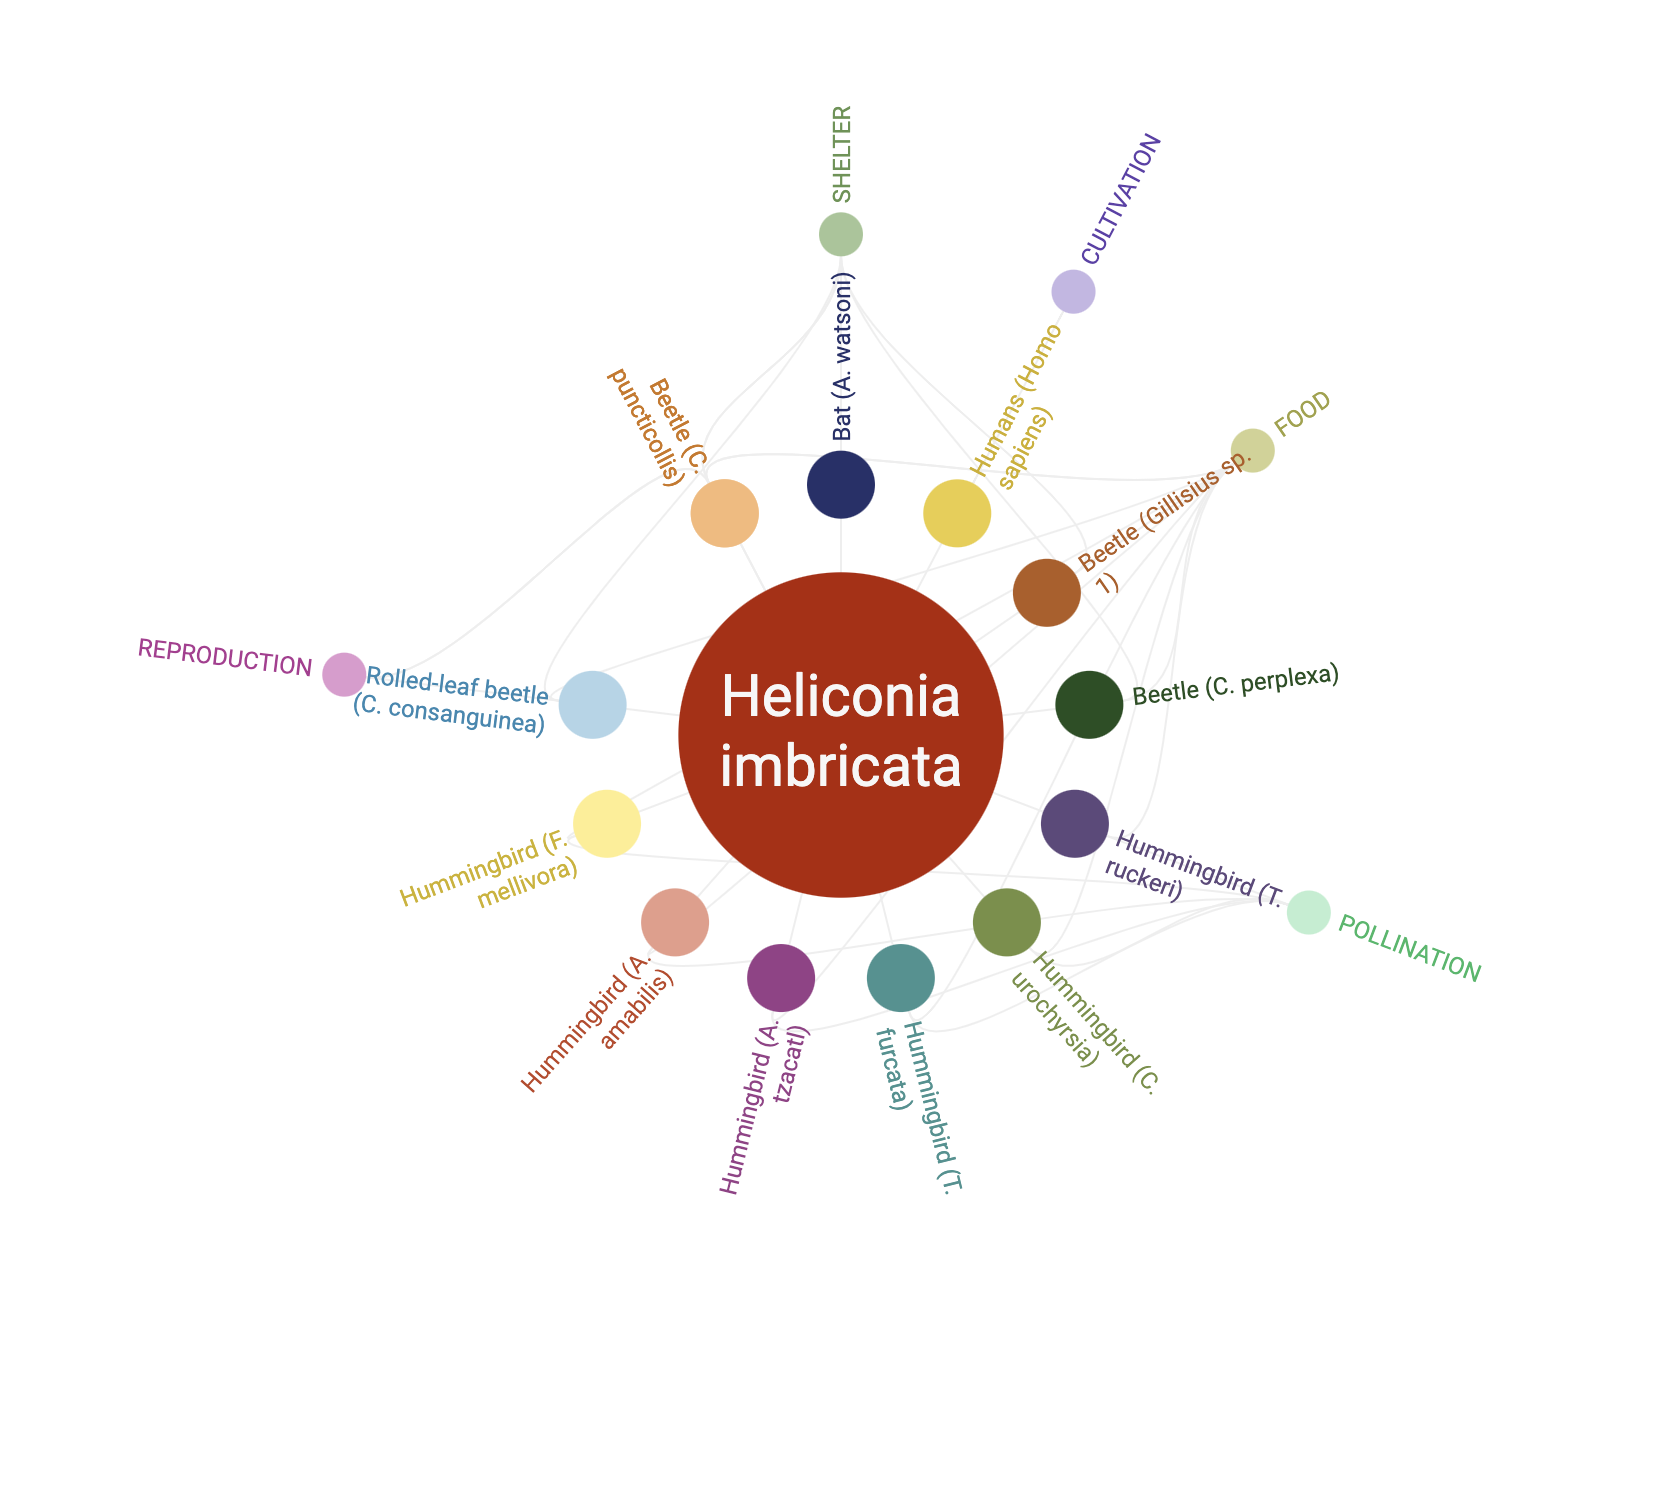 SHELTER
CULTIVATION
Bat (A. watsoni)
Humans (Homo
sapiens)
FOOD
Beetle (C.
puncticollis)
Beetle (Gillisius sp.
1)
Heliconia
imbricata
REPRODUCTION
Rolled-leaf beetle
(C. consanguinea)
Beetle (C. perplexa)
Hummingbird (F.
mellivora)
Hummingbird (T.
ruckeri)
POLLINATION
Hummingbird (A.
amabilis)
Hummingbird (A.
tzacatl)
Hummingbird (T.
furcata)
Hummingbird (C.
urochyrsia)